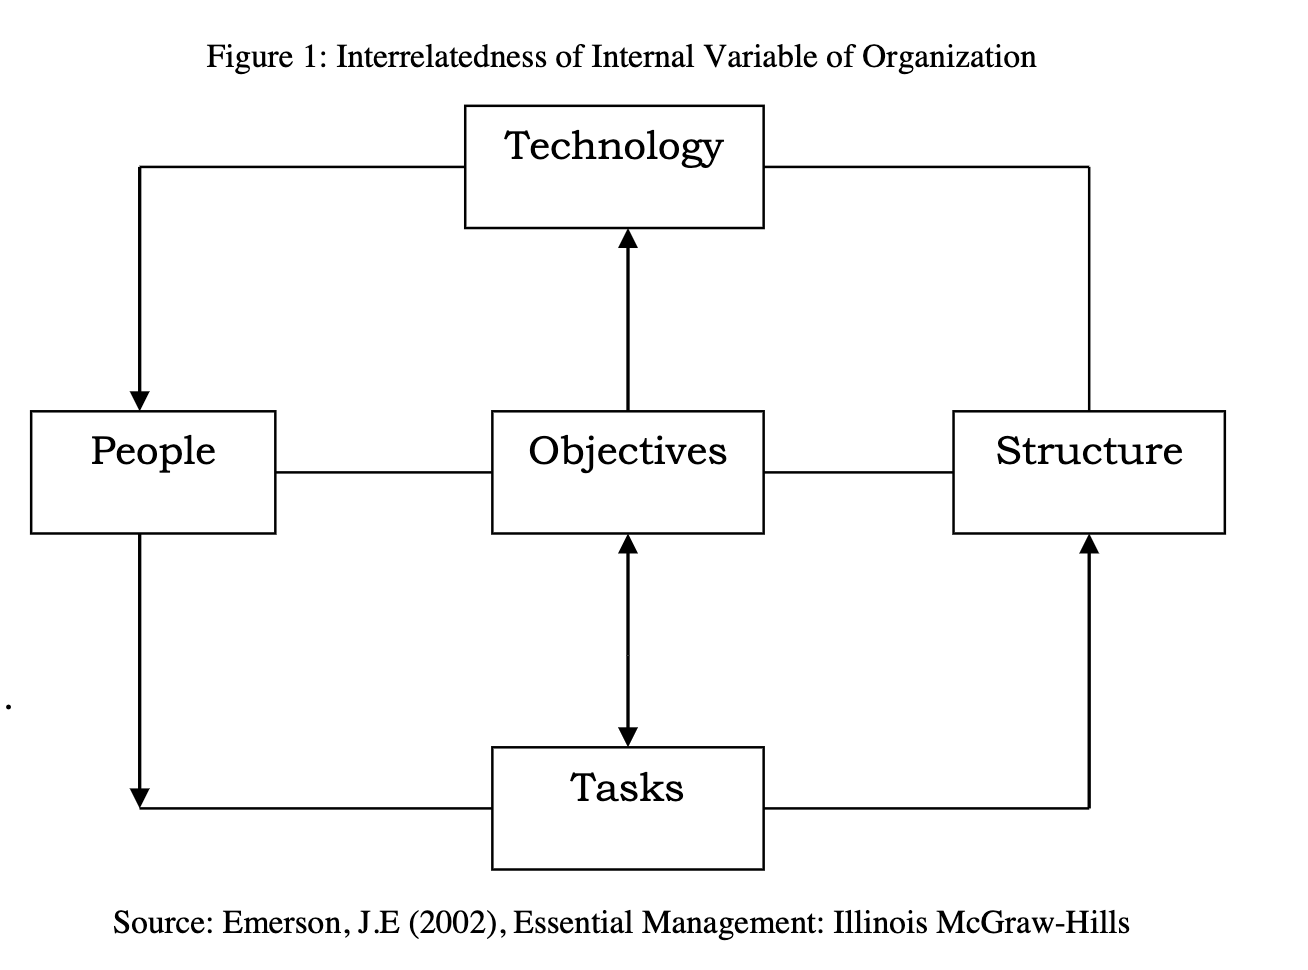 Figure 1: Interrelatedness of Internal Variable of Organization
Technology
People
Objectives
Structure
.
Tasks
Source: Emerson, J.E (2002), Essential Management: Illinois McGraw-Hills